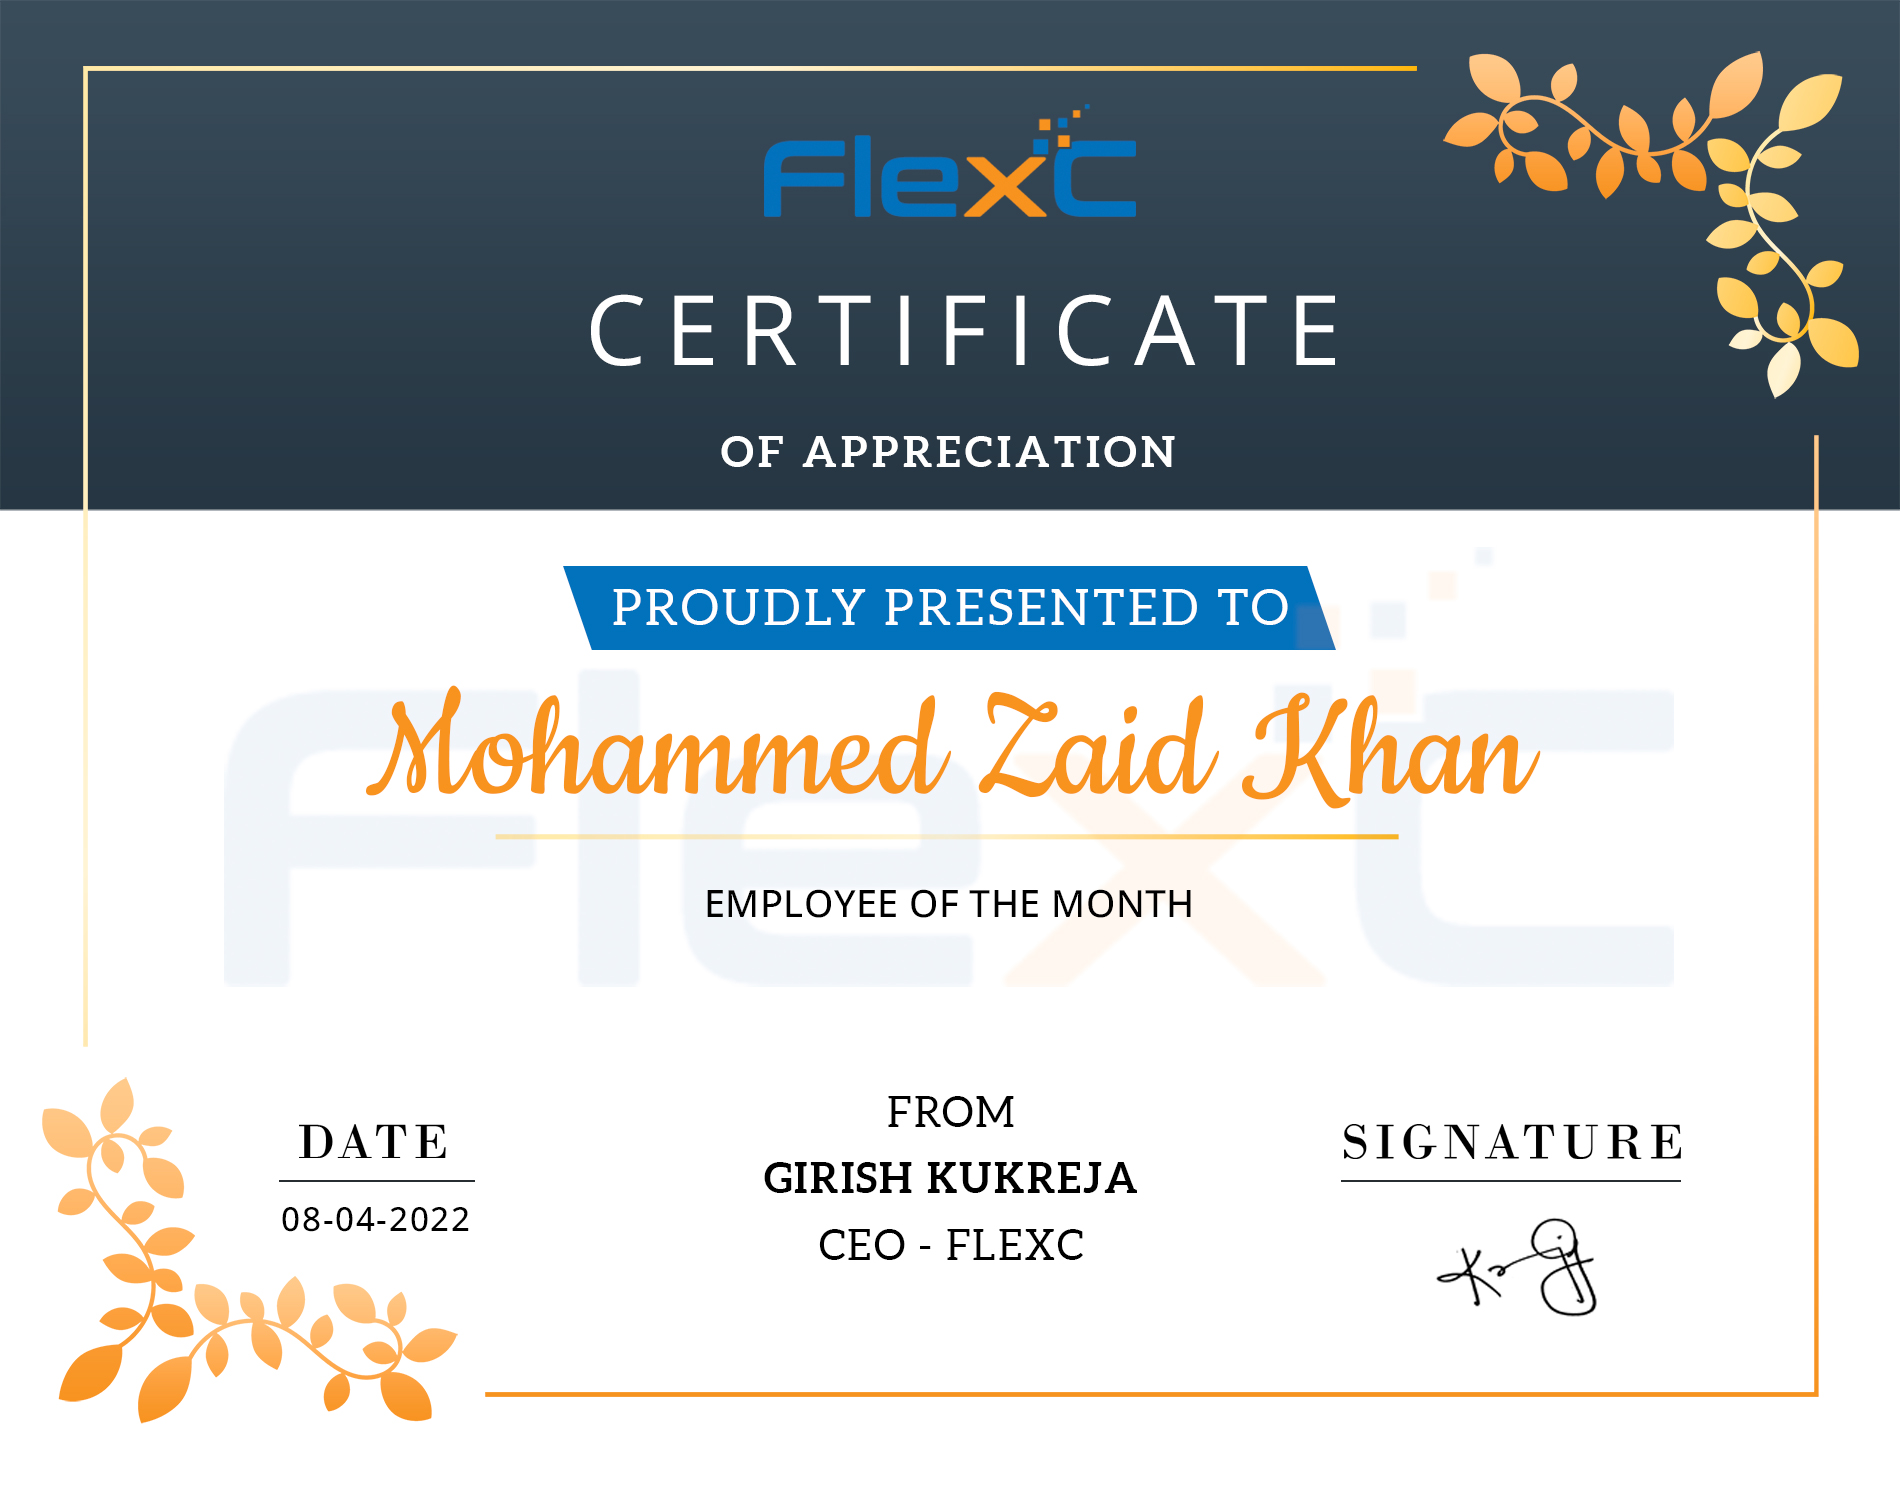 FlexC
CERTIFICATE
OF APPRECIATION
PROUDLY PRESENTED TO
Mohammed Zaid Khan
EMPLOYEE OF THE MONTH
FROM
GIRISH KUKREJA
CEO - FLEXC
DATE
08-04-2022
SIGNATURE